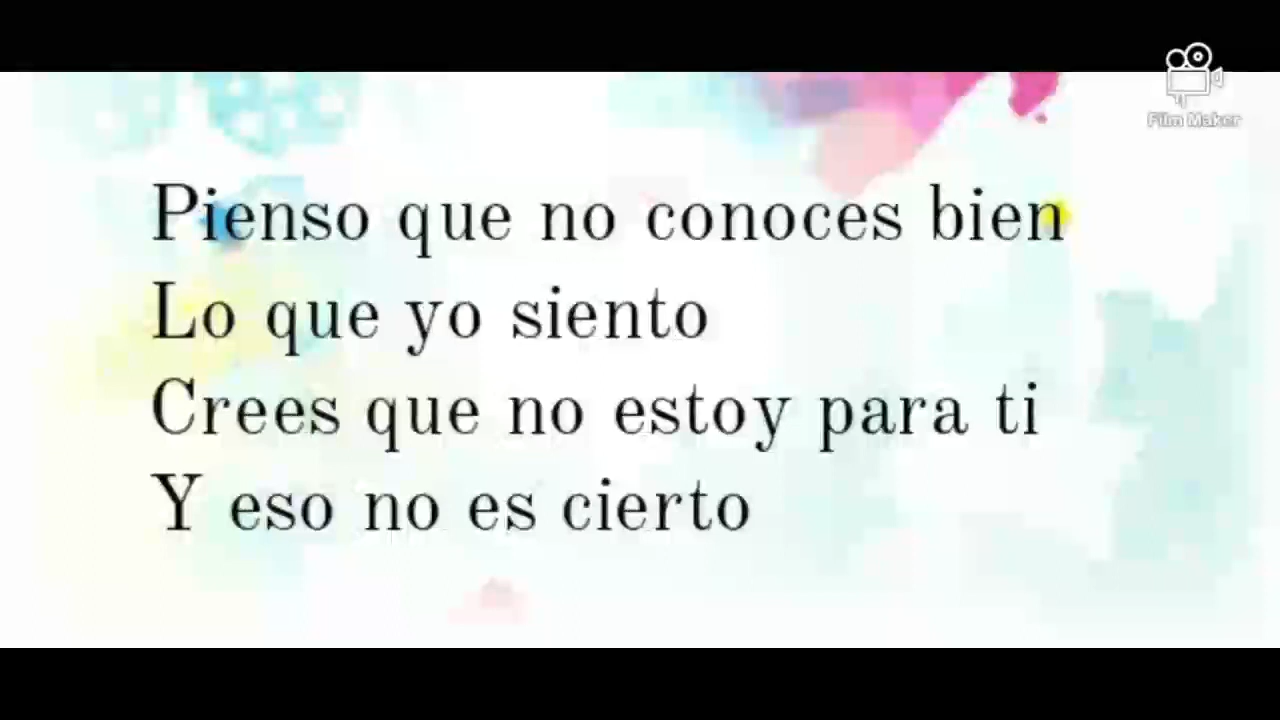 Film Maker
Pienso que no conoces bien
Lo que yo siento
Crees que no estoy para ti
Y eso no es cierto